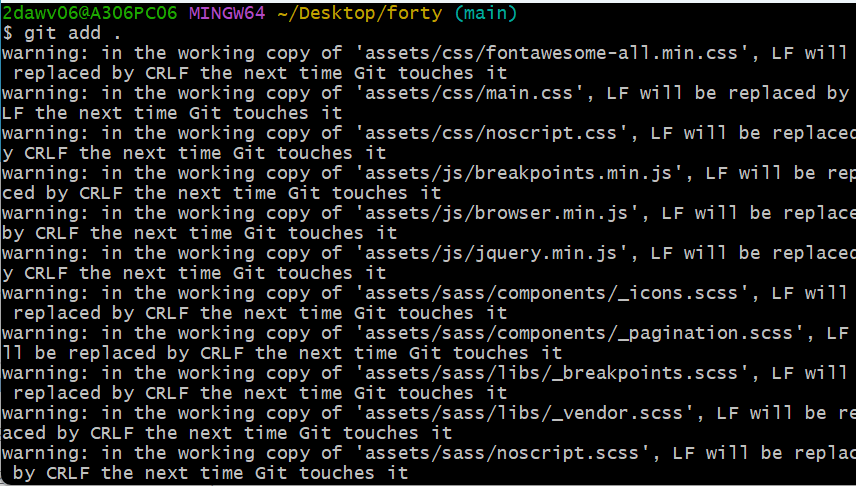 2dawv06@A306PC06 MINGW64 ~/Desktop/forty (main)
$ git add .
warning: in the working copy of 'assets/css/fontawesome-all.min.css', LF will
 replaced by CRLF the next time Git touches it
warning: in the working copy of 'assets/css/main.css', LF will be replaced by
LF the next time Git touches it
warning: in the working copy of 'assets/css/noscript.css', LF will be replaced
y CRLF the next time Git touches it
warning: in the working copy of 'assets/js/breakpoints.min.js', LF will be rep
ced by CRLF the next time Git touches it
warning: in the working copy of 'assets/js/browser.min.js', LF will be replace
by CRLF the next time Git touches it
warning: in the working copy of 'assets/js/jquery.min.js', LF will be replaced
y CRLF the next time Git touches it
warning: in the working copy of 'assets/sass/components/_icons.scss', LF will
 replaced by CRLF the next time Git touches it
warning: in the working copy of 'assets/sass/components/_pagination.scss', LF
ll be replaced by CRLF the next time Git touches it
warning: in the working copy of 'assets/sass/libs/_breakpoints.scss', LF will
 replaced by CRLF the next time Git touches it
warning: in the working copy of 'assets/sass/libs/_vendor.scss', LF will be re
aced by CRLF the next time Git touches it
warning: in the working copy of 'assets/sass/noscript.scss', LF will be replac
 by CRLF the next time Git touches it